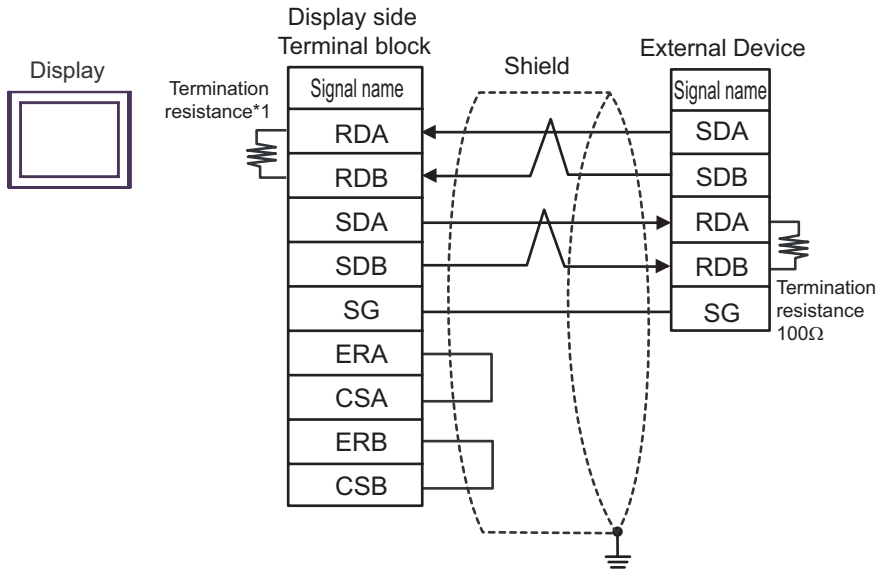 Display
Display side
Terminal block
Termination
resistance*1
Signal name
RDA
RDB
SDA
SDB
SG
ERA
CSA
ERB
CSB
Shield
External Device
Signal name
SDA
SDB
RDA
RDB
SG
Termination
resistance
100Ω